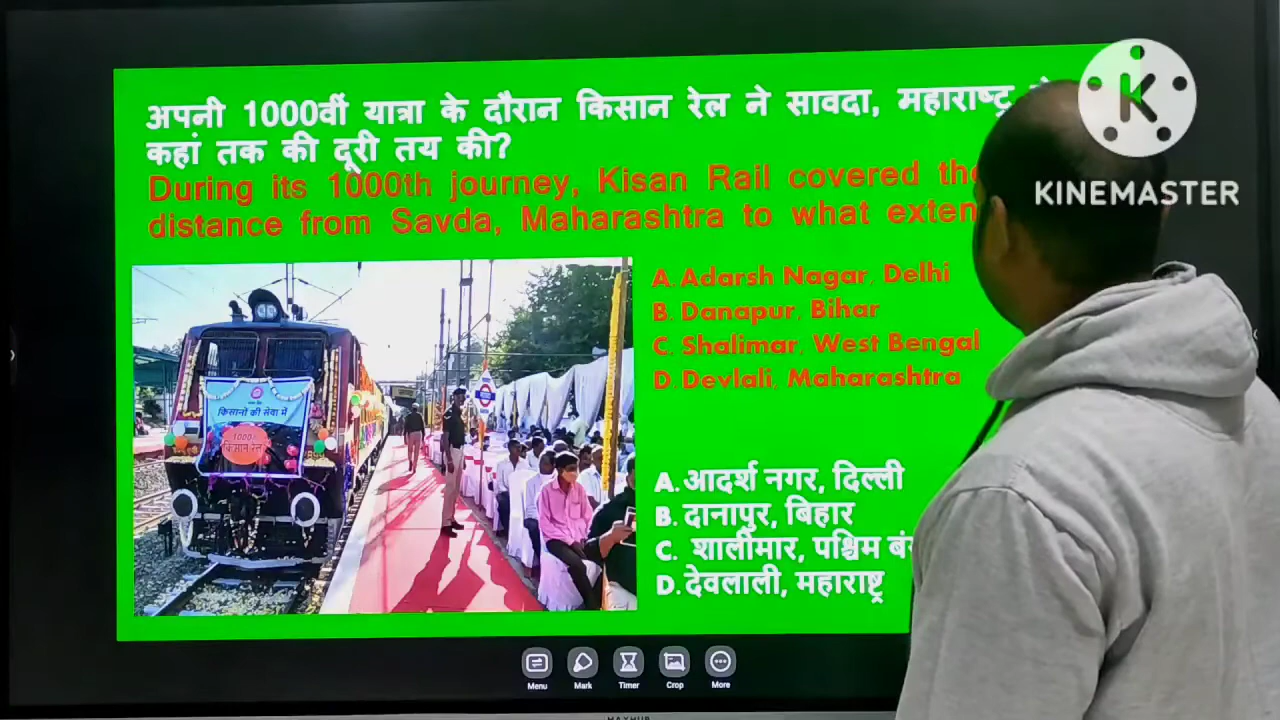 अपनी 1000वीं यात्रा के दौरान किसान रेल ने सावदा, महाराष्ट्र
कहां तक की दूरी तय की?
During its 1000th journey, Kisan Rail covered the
distance from Savda, Maharashtra to what
KINEMASTER
A. Adarsh Nagar, Delhi
B. Danapur, Bihar
C. Shalimar, West Bengal
D. Devlali, Maharashtra
किसानों की सेवा में
किसान रेल
A. आदर्श नगर, दिल्ली
B. दानापुर, बिहार
C. शालीमार, पश्चिम
D. देवलाली, महाराष्ट्र
Menu Mark Timer Crop More